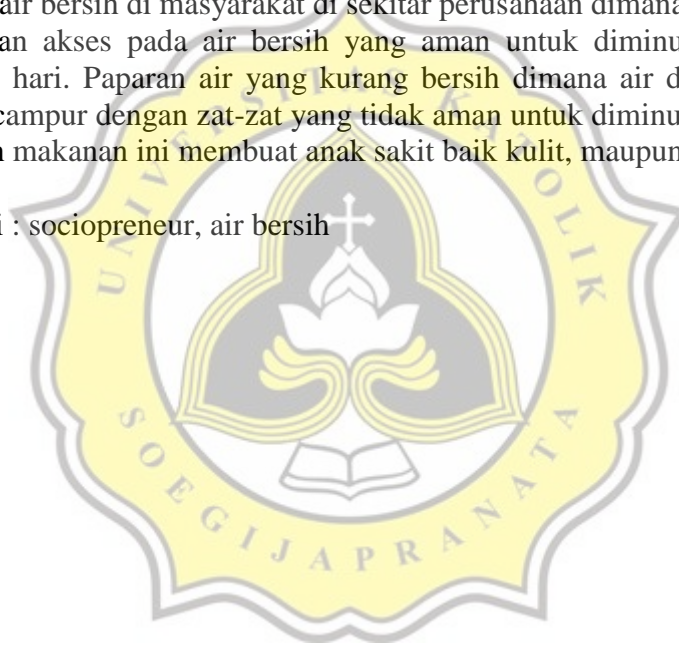 air bersih di masyarakat di sekitar perusahaan dimana
an akses pada air bersih yang aman untuk diminu
hari. Paparan air yang kurang bersih dimana air d
campur dengan zat-zat yang tidak aman untuk diminu
n makanan ini membuat anak sakit baik kulit, maupun
i : sociopreneur, air bersih
UNIVERSITAS KATOLIK
SOEGIJAPRANATA